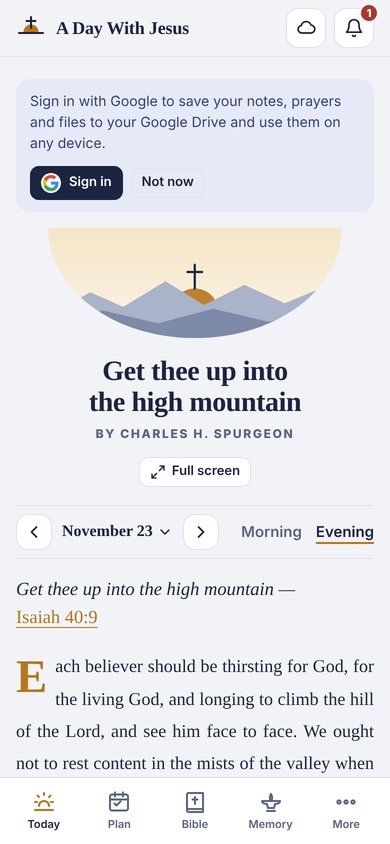 A Day With Jesus
1
Sign in with Google to save your notes, prayers
and files to your Google Drive and use them on
any device.
Sign in
Not now
Get thee up into
the high mountain
BY CHARLES H. SPURGEON
Full screen
November 23
Morning
Evening
Get thee up into the high mountain —
Isaiah 40:9
Each believer should be thirsting for God, for
the living God, and longing to climb the hill
of the Lord, and see him face to face. We ought
not to rest content in the mists of the valley when
Today
Plan
Bible
Memory
More